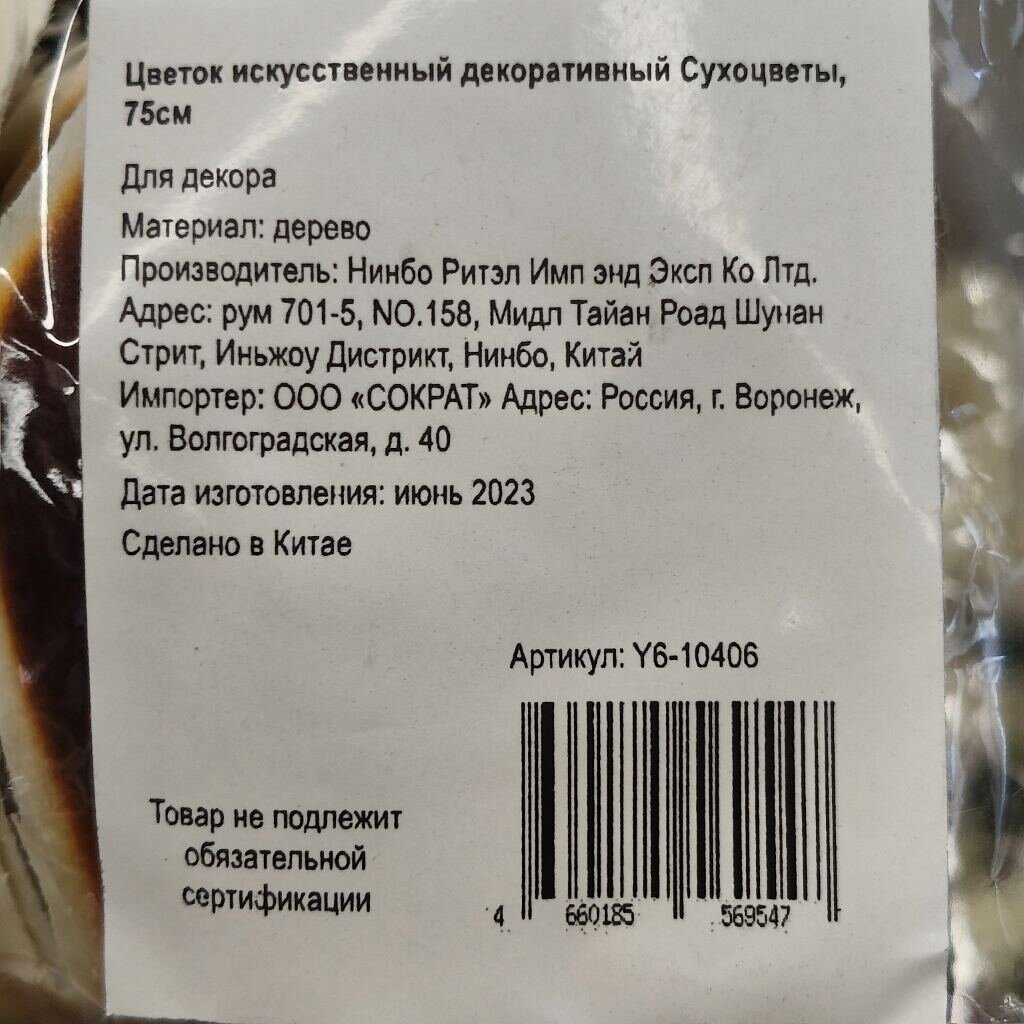 Цветок искусственный декоративный Сухоцветы,
75см
Для декора
Материал: дерево
Производитель: Нинбо Ритэл Имп энд Эксп Ко Лтд.
Адрес: рум 701-5, NO.158, Мидл Тайан Роад Шунан
Стрит, Иньжоу Дистрикт, Нинбо, Китай
Импортер: ООО «СОКРАТ» Адрес: Россия, г. Воронеж,
ул. Волгоградская, д. 40
Дата изготовления: июнь 2023
Сделано в Китае
Артикул: Y6-10406
Товар не подлежит
обязательной
сертификации
4 660185 569547